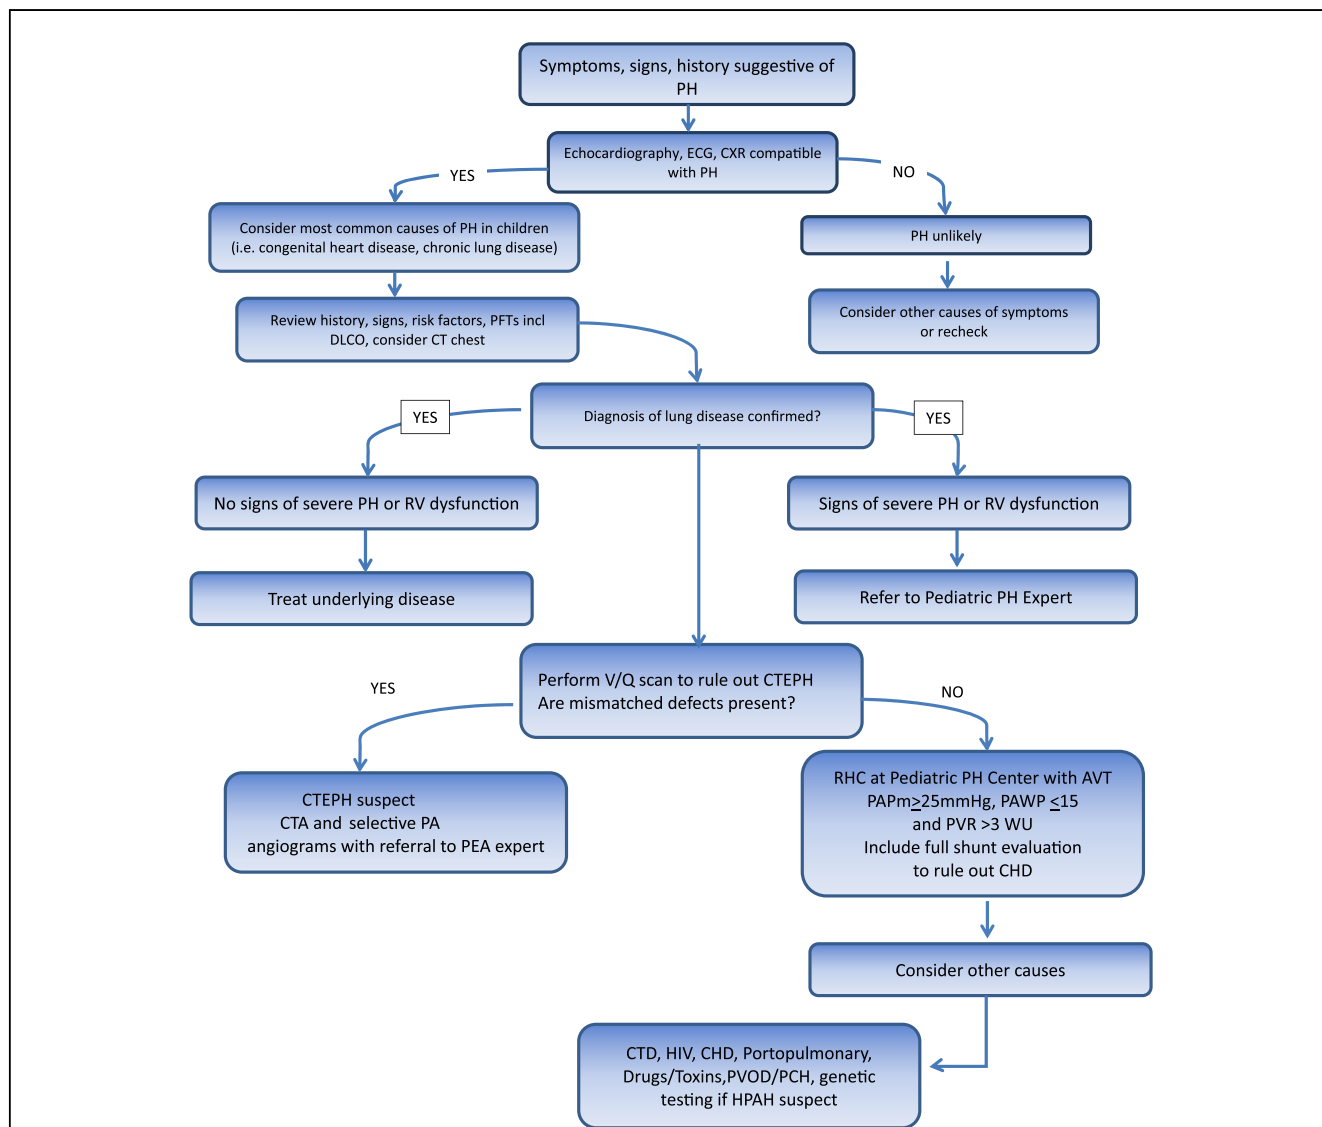 Symptoms, signs, history suggestive of
PH
Echocardiography, ECG, CXR compatible
with PH
YES
NO
Consider most common causes of PH in children
(i.e. congenital heart disease, chronic lung disease)
PH unlikely
Review history, signs, risk factors, PFTs incl
DLCO, consider CT chest
Consider other causes of symptoms
or recheck
Diagnosis of lung disease confirmed?
YES
YES
No signs of severe PH or RV dysfunction
Signs of severe PH or RV dysfunction
Treat underlying disease
Refer to Pediatric PH Expert
Perform V/Q scan to rule out CTEPH
Are mismatched defects present?
YES
NO
CTEPH suspect
CTA and selective PA
angiograms with referral to PEA expert
RHC at Pediatric PH Center with AVT
PAPm≥25mmHg, PAWP ≤15
and PVR >3 WU
Include full shunt evaluation
to rule out CHD
Consider other causes
CTD, HIV, CHD, Portopulmonary,
Drugs/Toxins,PVOD/PCH, genetic
testing if HPAH suspect